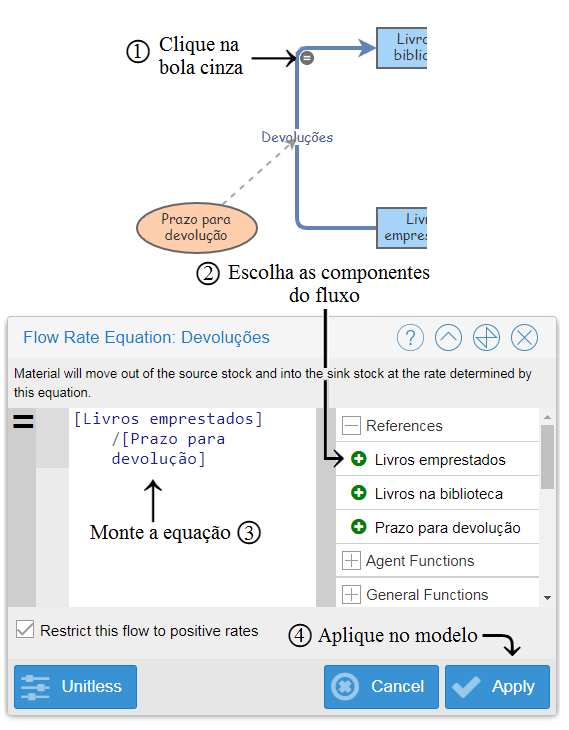 ① Clique na
bola cinza
=
Livro
biblio
Devoluções
Prazo para
devolução
Livr
empres
② Escolha as componentes
do fluxo
Flow Rate Equation: Devoluções
?
Material will move out of the source stock and into the sink stock at the rate determined by
this equation.
=
[Livros emprestados]
/[Prazo para
devolução]
Monte a equação ③
References
Livros emprestados
Livros na biblioteca
Prazo para devolução
Agent Functions
General Functions
Restrict this flow to positive rates
④ Aplique no modelo
Unitless
Cancel
Apply